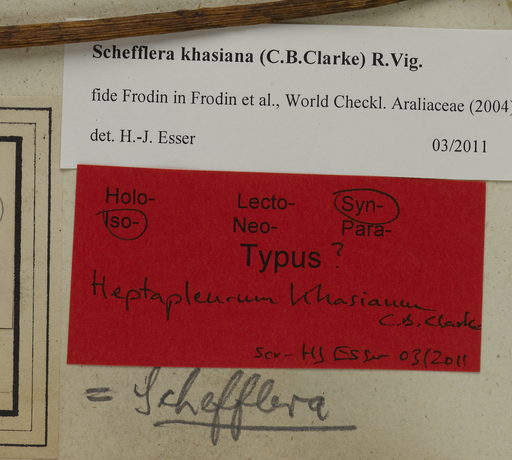 Schefflera khasiana (C.B.Clarke) R.Vig.
fide Frodin in Frodin et al., World Checkl. Araliaceae (2004)
det. H.-J. Esser 03/2011
Holo- Lecto- Syn-
Iso- Neo- Para-
Typus ?
Heptapleurum khasianum
C.B. Clarke
scr- HJ Esser 03/2011
= Schefflera